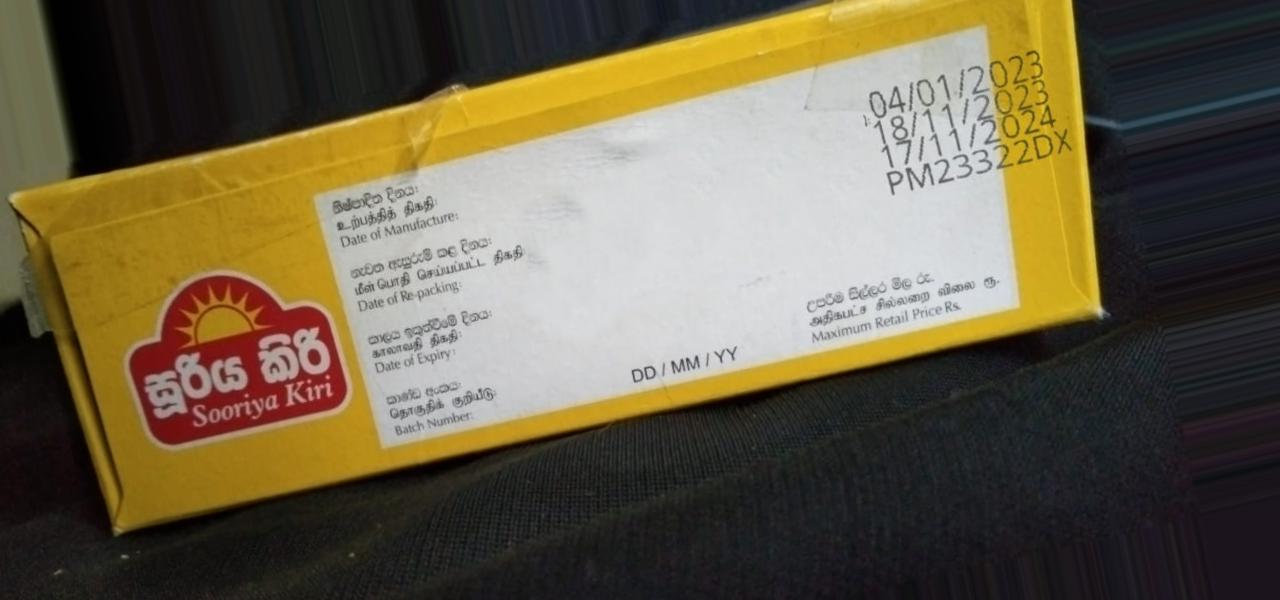 සූරිය කිරි
Sooriya Kiri
නිෂ්පාදිත දිනය:
உற்பத்தித் திகதி:
Date of Manufacture:
නැවත ඇසුරුම් කළ දිනය:
மீள் பொதி செய்யப்பட்ட திகதி:
Date of Re-packing:
කාලය ඉකුත්වීමේ දිනය:
காலாவதி திகதி:
Date of Expiry:
කාණ්ඩ අංකය:
தொகுதிக் குறியீடு:
Batch Number:
DD / MM / YY
04/01/2023
18/11/2023
17/11/2024
PM23322DX
උපරිම සිල්ලර මිල රු.
அதிகபட்ச சில்லறை விலை ரூ.
Maximum Retail Price Rs.